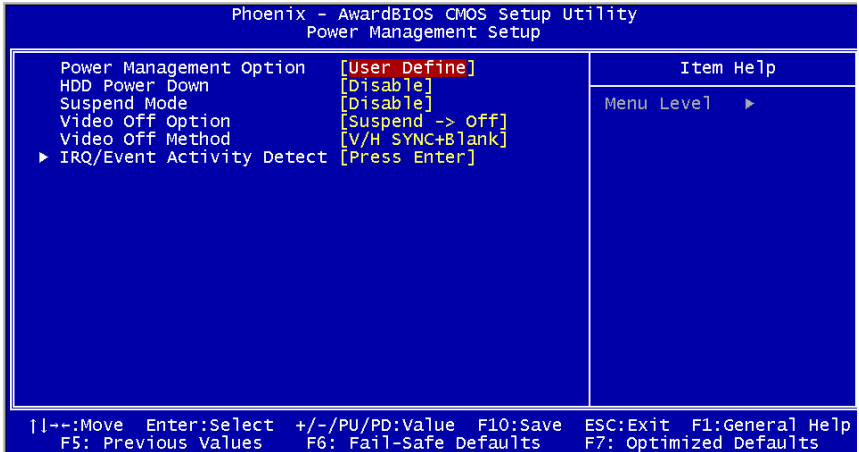 Phoenix - AwardBIOS CMOS Setup Utility
Power Management Setup
Power Management Option [User Define]
HDD Power Down [Disable]
Suspend Mode [Disable]
Video Off Option [Suspend -> Off]
Video Off Method [V/H SYNC+Blank]
▶ IRQ/Event Activity Detect [Press Enter]
Item Help
Menu Level ▶
↑↓→←:Move Enter:Select +/-/PU/PD:Value F10:Save ESC:Exit F1:General Help
F5: Previous Values F6: Fail-Safe Defaults F7: Optimized Defaults